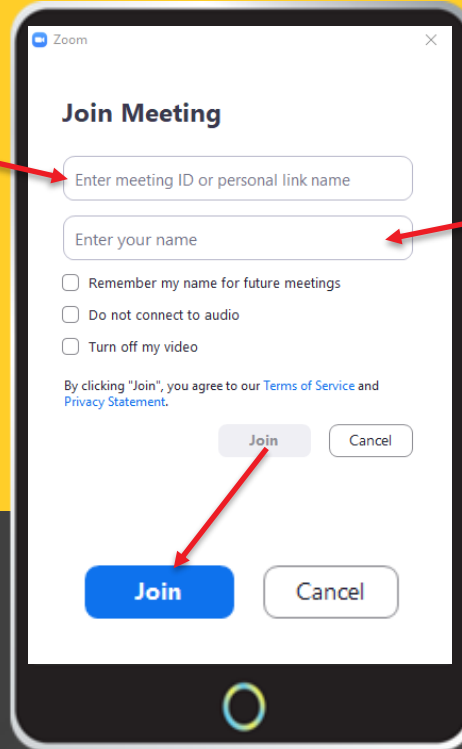 Zoom
Join Meeting
Enter meeting ID or personal link name
Enter your name
Remember my name for future meetings
Do not connect to audio
Turn off my video
By clicking "Join", you agree to our Terms of Service and
Privacy Statement.
Join Cancel
Join Cancel